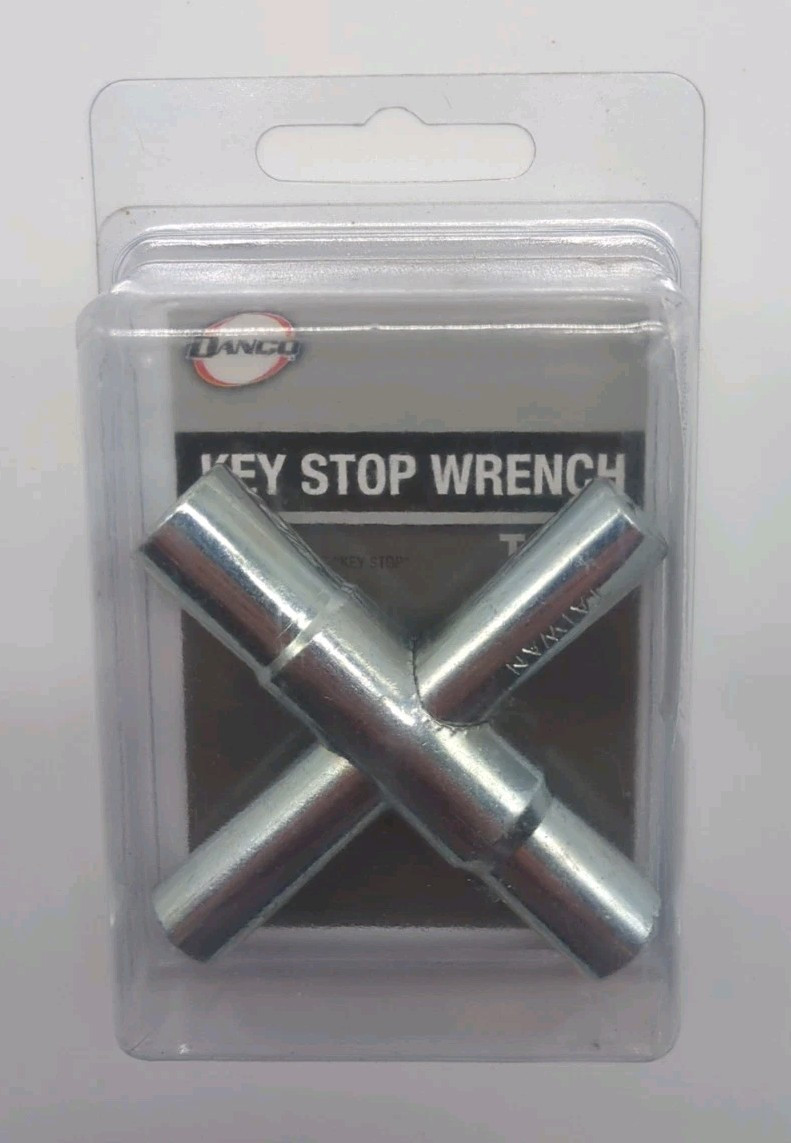 DANCO
KEY STOP WRENCH
"KEY STOP"
TAIWAN